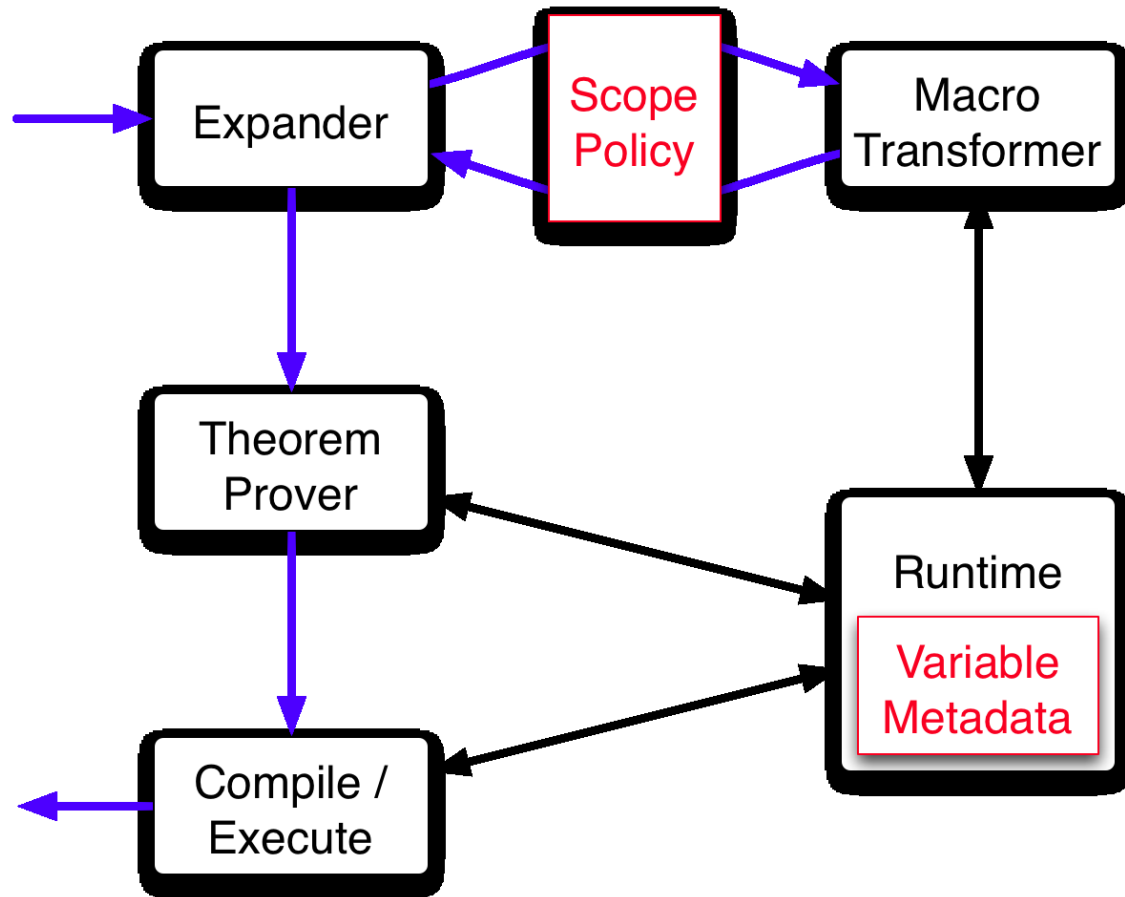 Expander
Scope
Policy
Macro
Transformer
Theorem
Prover
Runtime
Variable
Metadata
Compile /
Execute